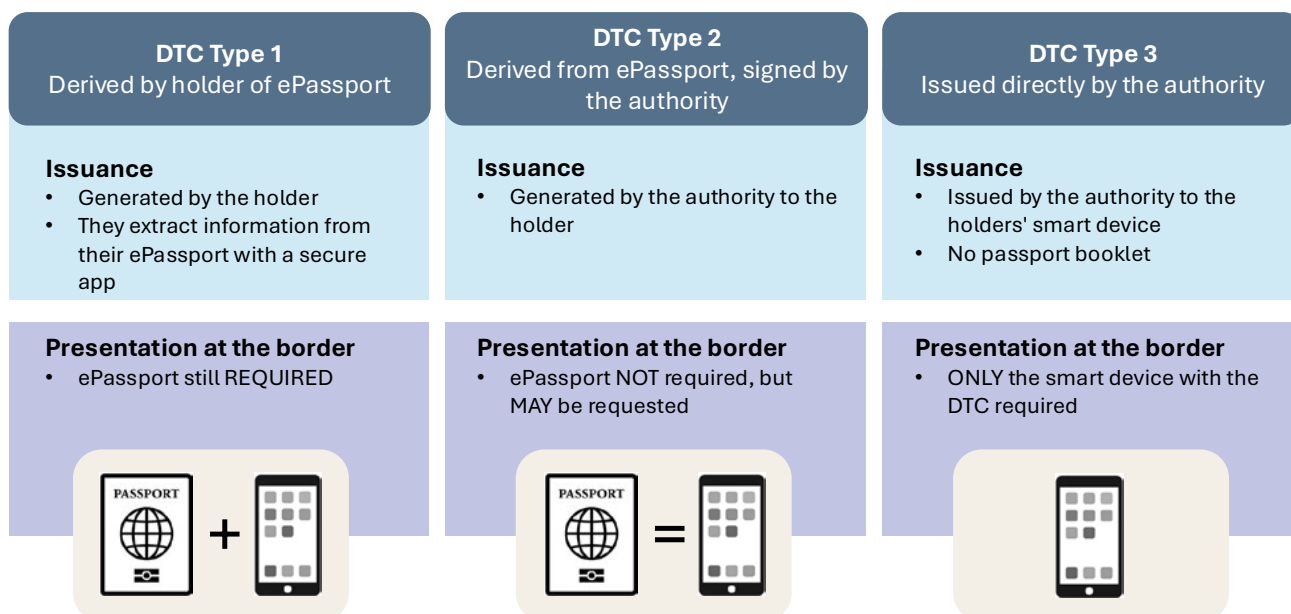 DTC Type 1
Derived by holder of ePassport
Issuance
• Generated by the holder
• They extract information from
their ePassport with a secure
app
Presentation at the border
• ePassport still REQUIRED
PASSPORT
+
DTC Type 2
Derived from ePassport, signed by
the authority
Issuance
• Generated by the authority to the
holder
Presentation at the border
• ePassport NOT required, but
MAY be requested
PASSPORT
=
DTC Type 3
Issued directly by the authority
Issuance
• Issued by the authority to the
holders' smart device
• No passport booklet
Presentation at the border
• ONLY the smart device with the
DTC required